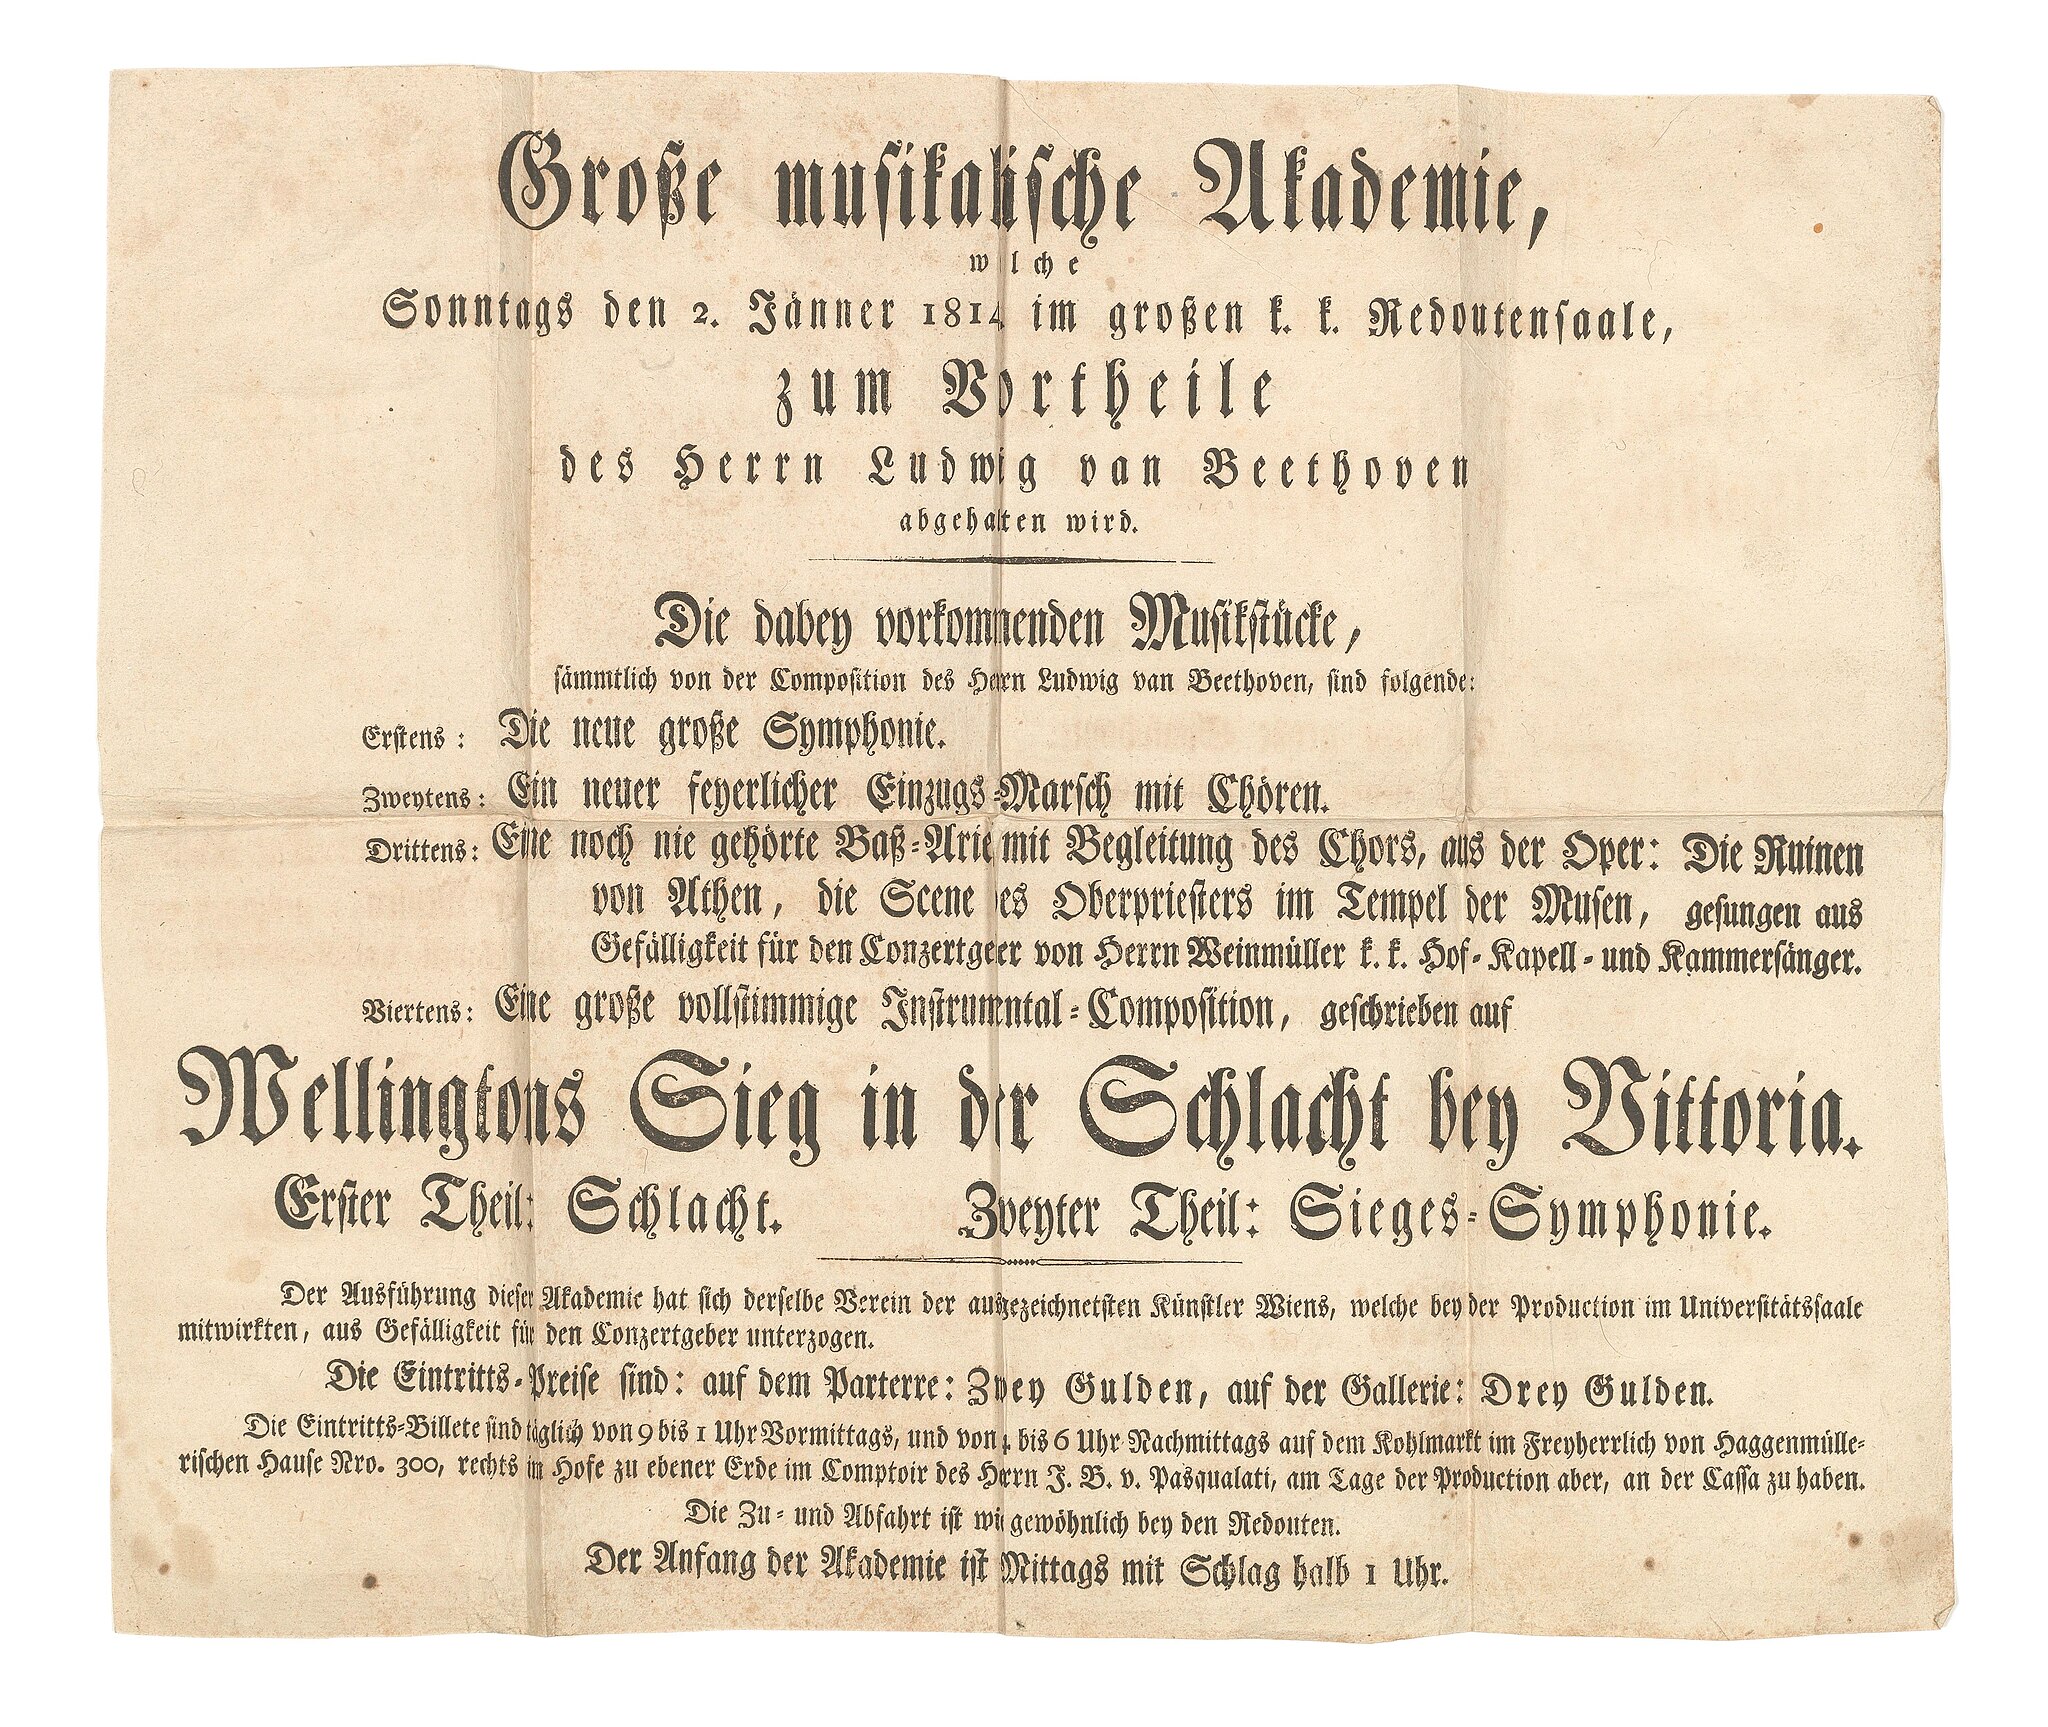 Große musikalische Akademie,
welche
Sonntags den 2. Jänner 1814 im großen k. k. Redoutensaale,
zum Vortheile
des Herrn Ludwig van Beethoven
abgehalten wird.
Die dabey vorkommenden Musikstücke,
sämmtlich von der Composition des Herrn Ludwig van Beethoven, sind folgende:
Erstens: Die neue große Symphonie.
Zweytens: Ein neuer feyerlicher Einzugs-Marsch mit Chören.
Drittens: Eine noch nie gehörte Baß-Arie mit Begleitung des Chors, aus der Oper: Die Ruinen
von Athen, die Scene des Oberpriesters im Tempel der Musen, gesungen aus
Gefälligkeit für den Conzertgeber von Herrn Weinmüller k. k. Hof-Kapell- und Kammersänger.
Viertens: Eine große vollstimmige Instrumental-Composition, geschrieben auf
Wellingtons Sieg in der Schlacht bey Vittoria.
Erster Theil: Schlacht. Zweyter Theil: Sieges-Symphonie.
Der Ausführung dieser Akademie hat sich derselbe Verein der ausgezeichnetsten Künstler Wiens, welche bey der Production im Universitätssaale
mitwirkten, aus Gefälligkeit für den Conzertgeber unterzogen.
Die Eintritts-Preise sind: auf dem Parterre: Zwey Gulden, auf der Gallerie: Drey Gulden.
Die Eintritts-Billete sind täglich von 9 bis 1 Uhr Vormittags, und von 4 bis 6 Uhr Nachmittags auf dem Kohlmarkt im Freyherrlich von Haggenmülle-
rischen Hause Nro. 300, rechts im Hofe zu ebener Erde im Comptoir des Herrn J. B. v. Pasqualati, am Tage der Production aber, an der Cassa zu haben.
Die Zu- und Abfahrt ist wie gewöhnlich bey den Redouten.
Der Anfang der Akademie ist Mittags mit Schlag halb 1 Uhr.